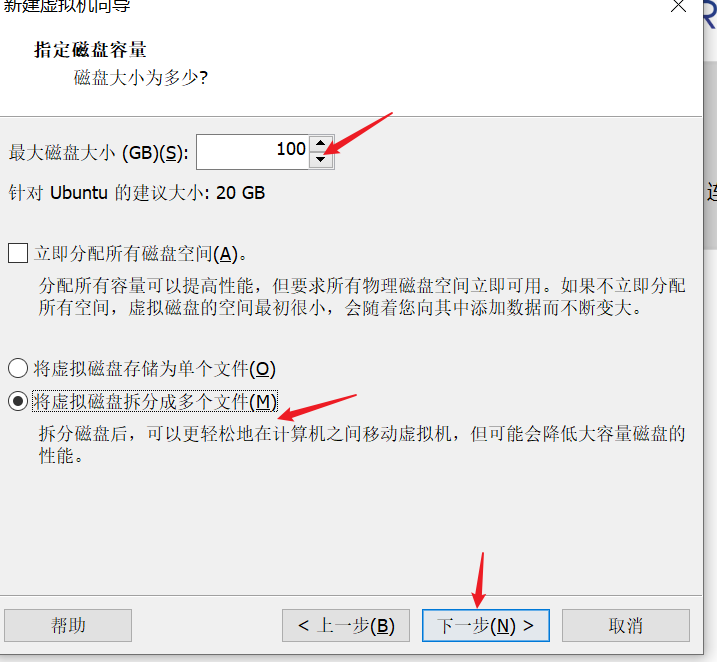 新建虚拟机向导
R
指定磁盘容量
磁盘大小为多少?
最大磁盘大小 (GB)(S):
100
针对 Ubuntu 的建议大小: 20 GB
立即分配所有磁盘空间(A)。
分配所有容量可以提高性能，但要求所有物理磁盘空间立即可用。如果不立即分配
所有空间，虚拟磁盘的空间最初很小，会随着您向其中添加数据而不断变大。
将虚拟磁盘存储为单个文件(O)
将虚拟磁盘拆分成多个文件(M)
拆分磁盘后，可以更轻松地在计算机之间移动虚拟机，但可能会降低大容量磁盘的
性能。
帮助
< 上一步(B)
下一步(N) >
取消